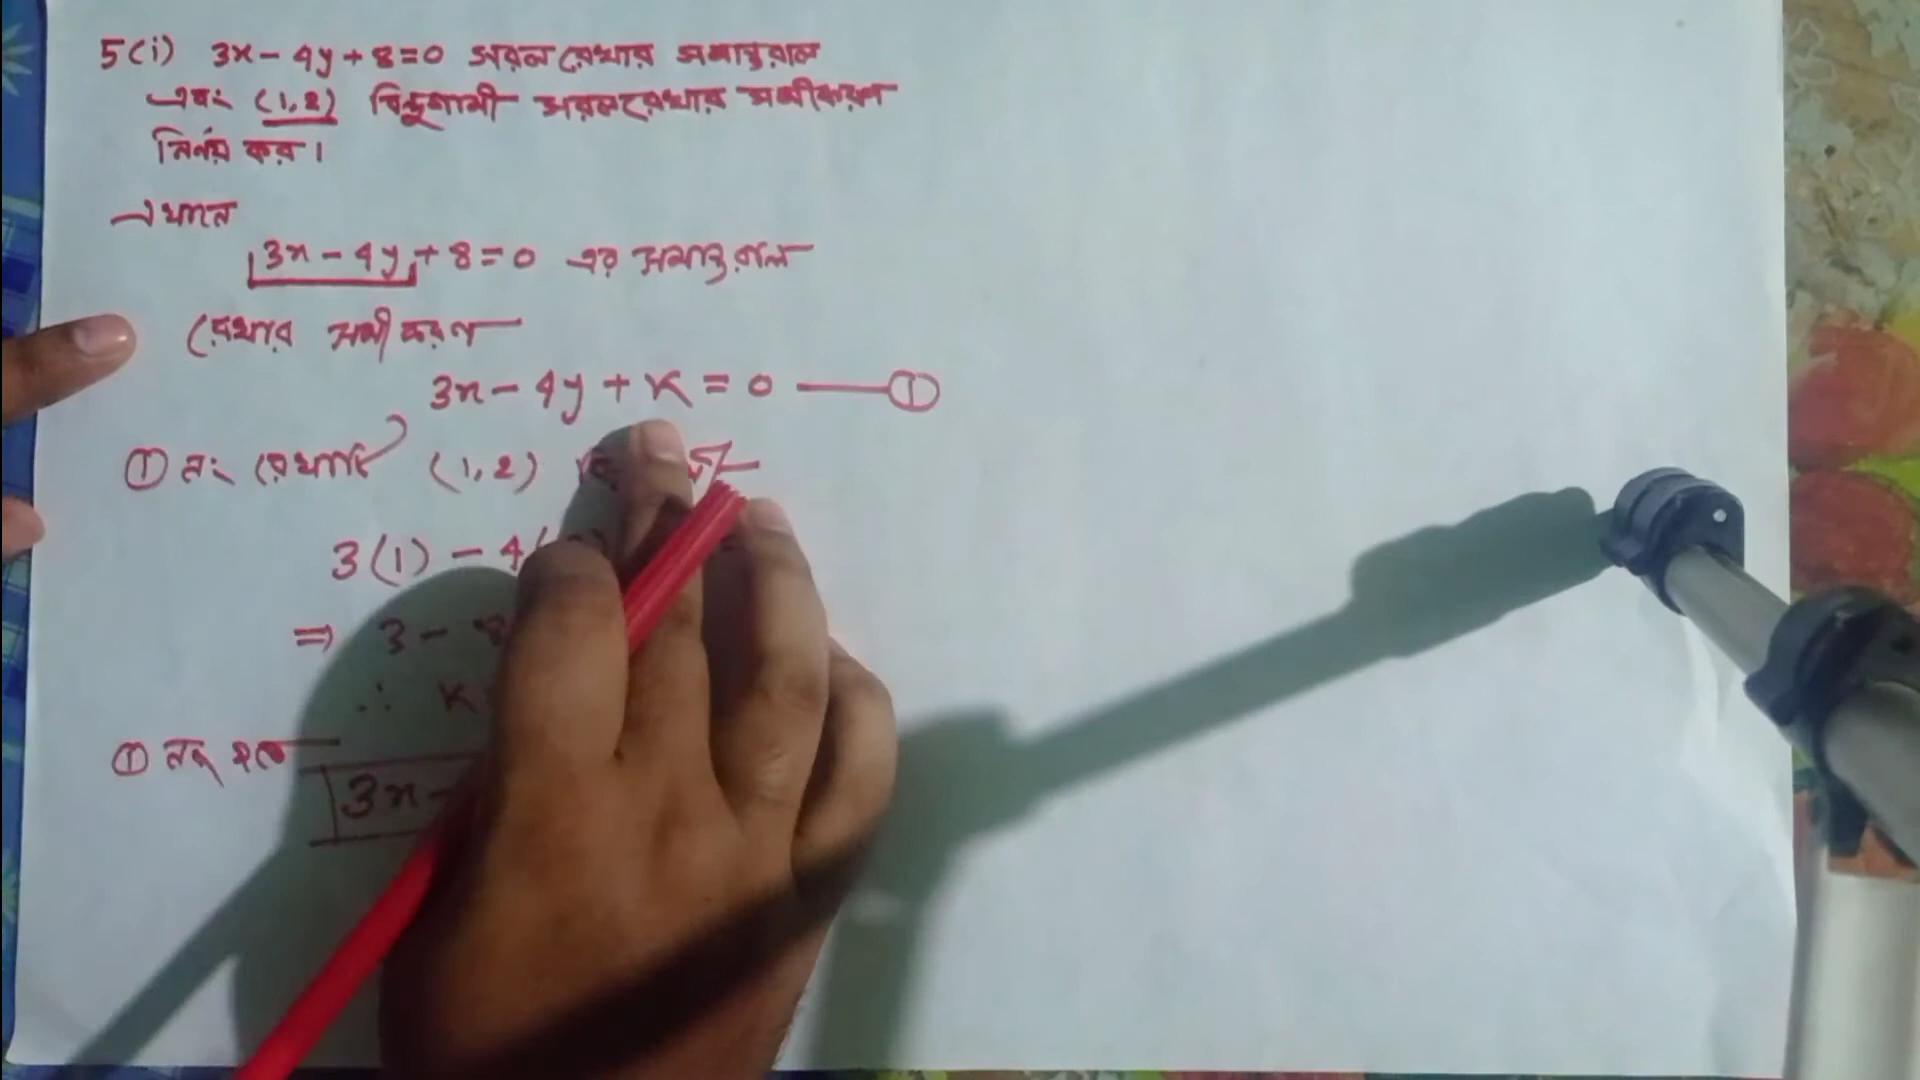 5(i) 3x - 4y + 8 = 0 সরল রেখার সমান্তরাল
এবং (1,2) বিন্দুগামী সরলরেখার সমীকরণ
নির্ণয় কর।
এখানে
3x - 4y + 8 = 0 এর সমান্তরাল
রেখার সমীকরণ
3x - 4y + K = 0 ——— ①
① নং রেখাটি (1,2)
3(1) - 4(
⇒ 3 - 8
∴ K
① নং হতে
3x -